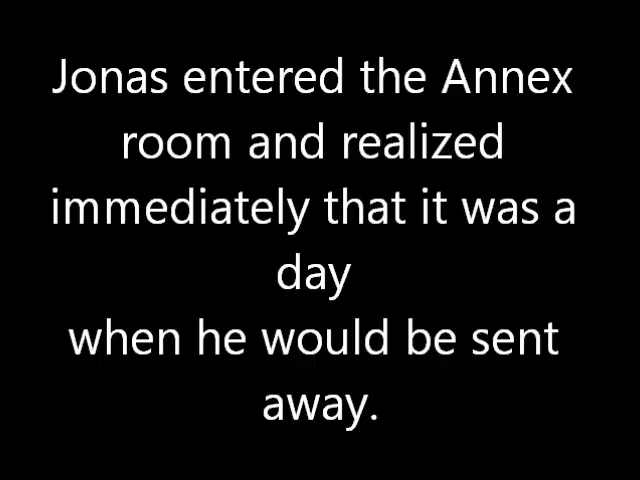 Jonas entered the Annex
room and realized
immediately that it was a
day
when he would be sent
away.